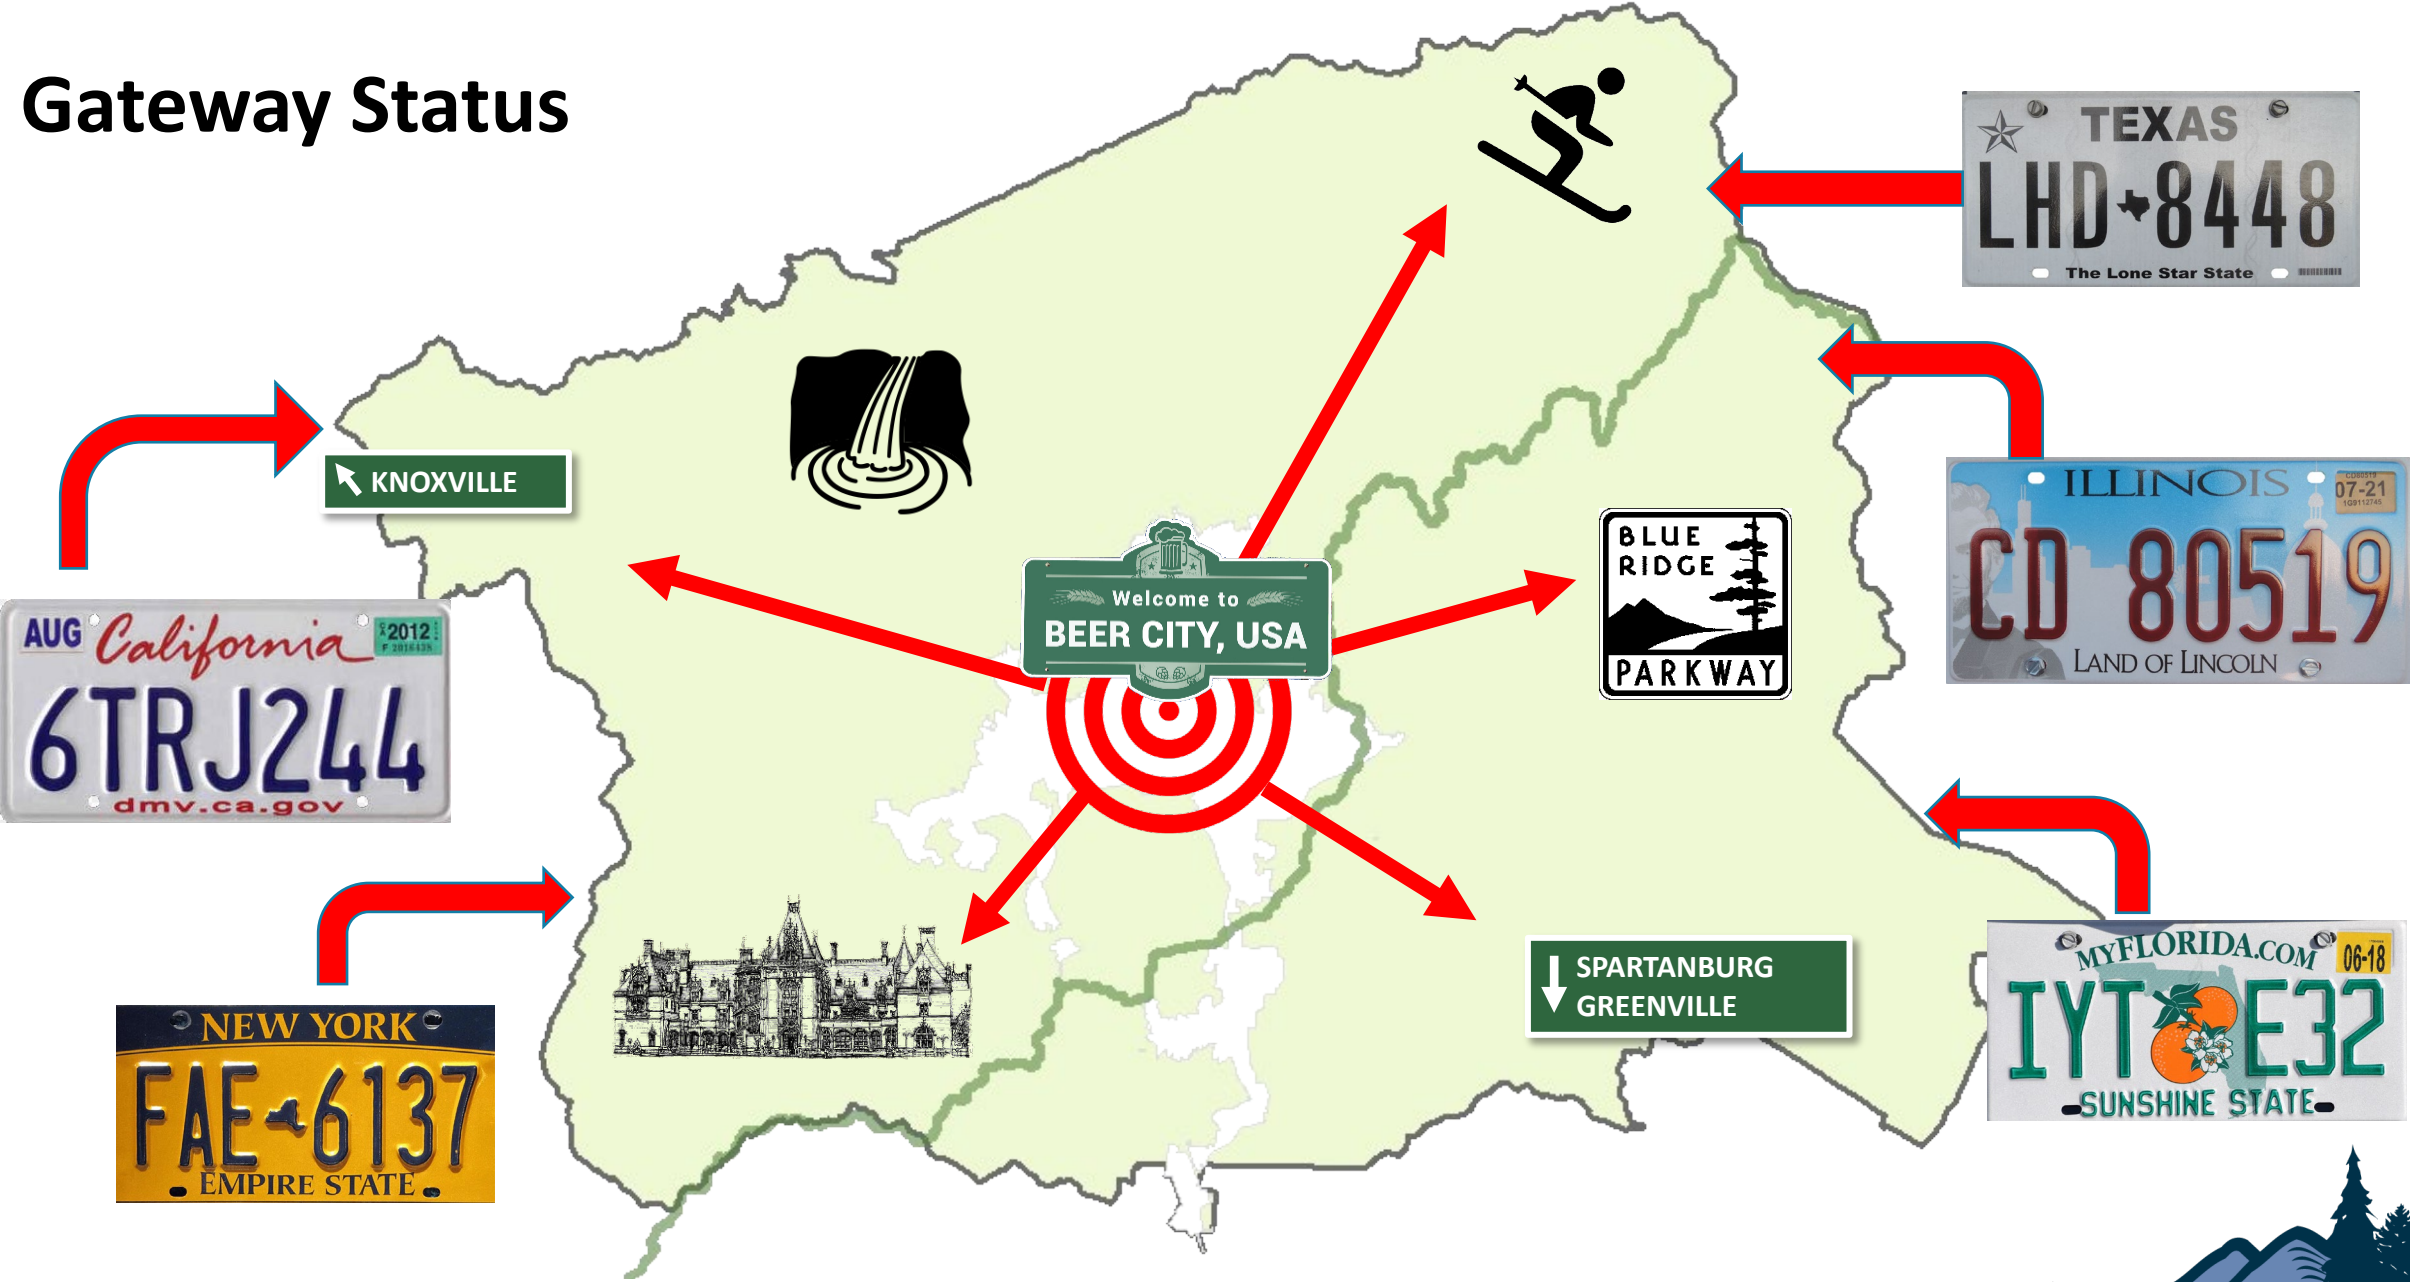 Gateway Status
TEXAS
LHD 8448
The Lone Star State
KNOXVILLE
ILLINOIS
07-21
CD 80519
LAND OF LINCOLN
BLUE
RIDGE
PARKWAY
Welcome to
BEER CITY, USA
AUG
California
2012
6TRJ244
dmv.ca.gov
SPARTANBURG
GREENVILLE
MYFLORIDA.COM
06-18
IYT E32
SUNSHINE STATE
NEW YORK
FAE 6137
EMPIRE STATE